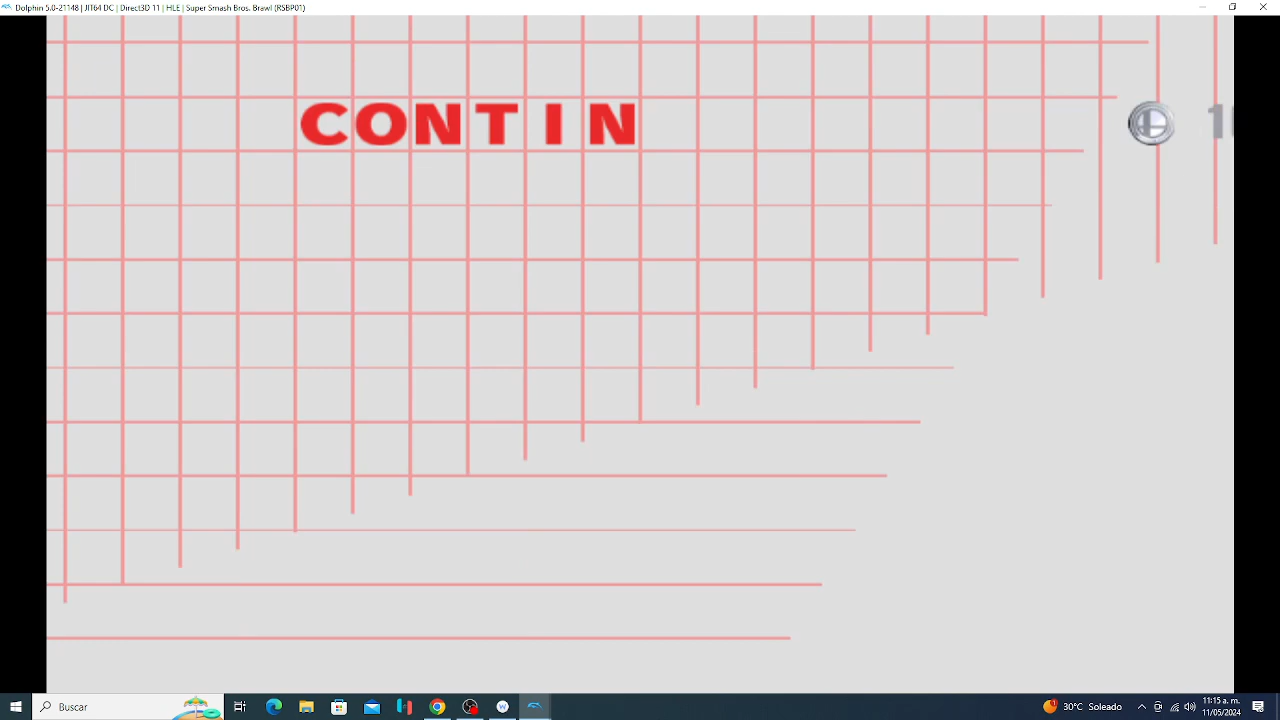 Dolphin 5.0-21148 | JIT64 DC | Direct3D 11 | HLE | Super Smash Bros. Brawl (RSBP01)
CONTIN
Buscar
1
30°C Soleado
11:15 a. m.
11/05/2024